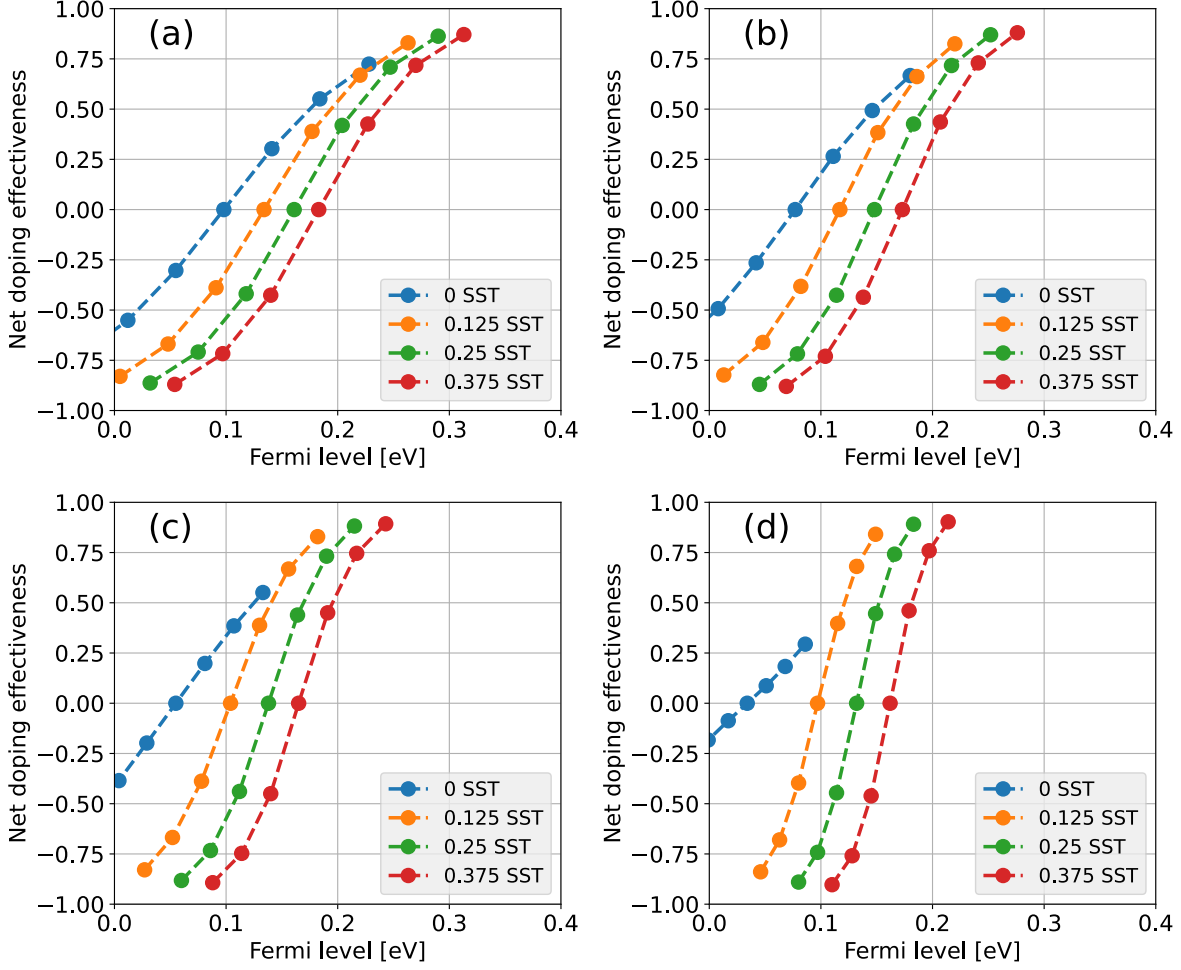 (a)
1.00
0.75
0.50
0.25
0.00
−0.25
−0.50
−0.75
−1.00
Net doping effectiveness
0.0 0.1 0.2 0.3 0.4
Fermi level [eV]
0 SST
0.125 SST
0.25 SST
0.375 SST
(b)
1.00
0.75
0.50
0.25
0.00
−0.25
−0.50
−0.75
−1.00
Net doping effectiveness
0.0 0.1 0.2 0.3 0.4
Fermi level [eV]
0 SST
0.125 SST
0.25 SST
0.375 SST
(c)
1.00
0.75
0.50
0.25
0.00
−0.25
−0.50
−0.75
−1.00
Net doping effectiveness
0.0 0.1 0.2 0.3 0.4
Fermi level [eV]
0 SST
0.125 SST
0.25 SST
0.375 SST
(d)
1.00
0.75
0.50
0.25
0.00
−0.25
−0.50
−0.75
−1.00
Net doping effectiveness
0.0 0.1 0.2 0.3 0.4
Fermi level [eV]
0 SST
0.125 SST
0.25 SST
0.375 SST